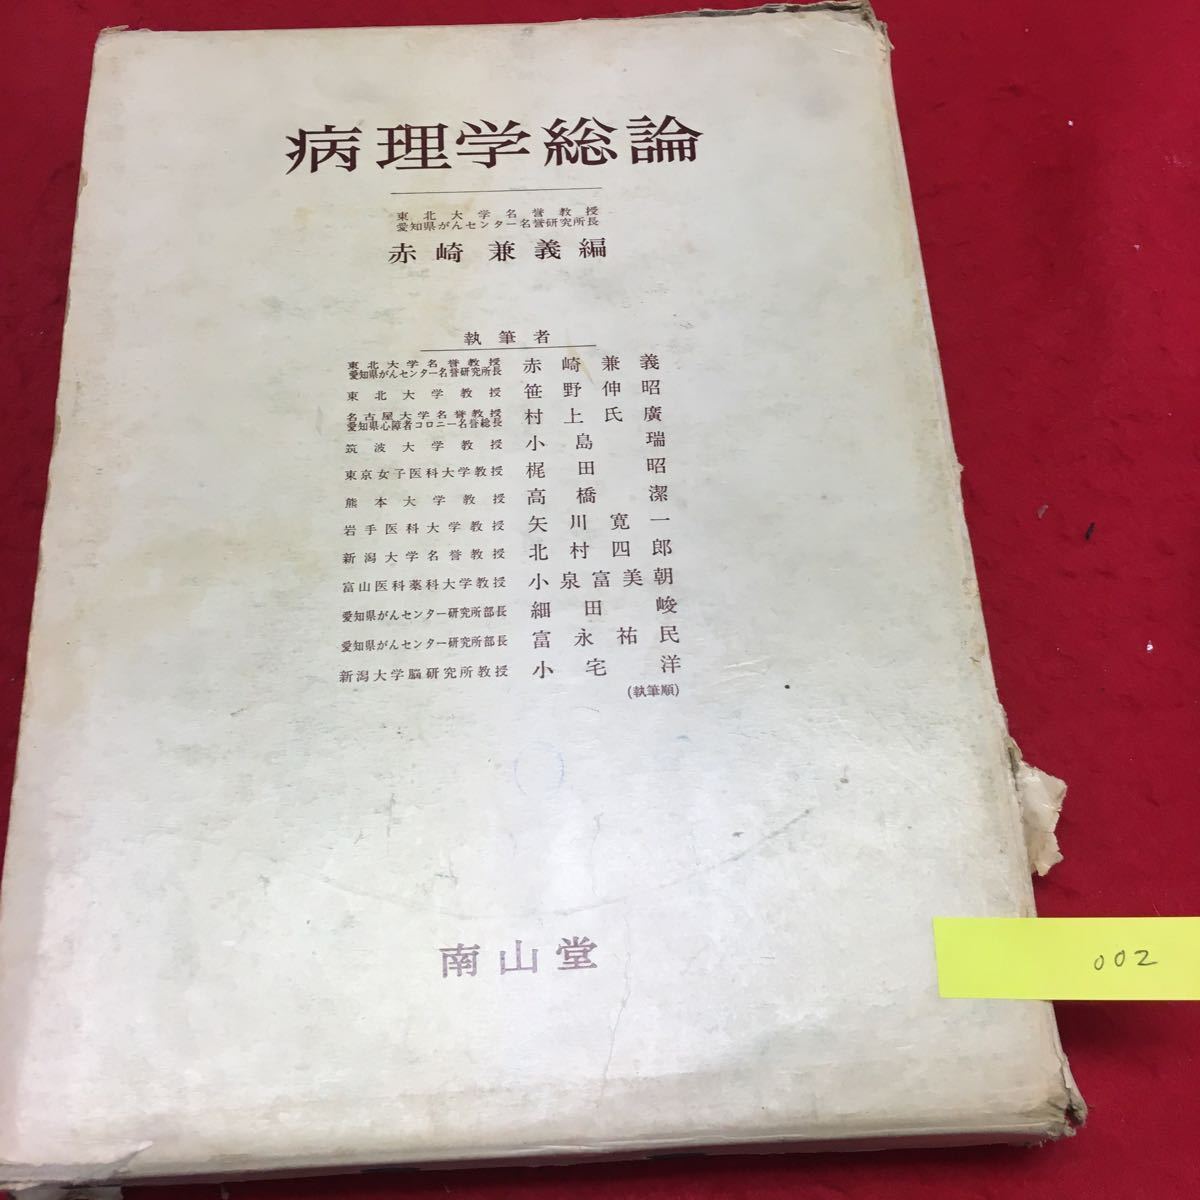 病理学総論
東北大学名誉教授
愛知県がんセンター名誉研究所長
赤崎兼義編
執筆者
東北大学名誉教授
愛知県がんセンター名誉研究所長 赤崎兼義
東北大学教授 笹野伸昭
名古屋大学名誉教授
愛知県心障者コロニー名誉総長 村上氏廣
筑波大学教授 小島瑞
東京女子医科大学教授 梶田昭
熊本大学教授 高橋潔
岩手医科大学教授 矢川寛一
新潟大学名誉教授 北村四郎
富山医科薬科大学教授 小泉富美朝
愛知県がんセンター研究所部長 細田峻
愛知県がんセンター研究所部長 富永祐民
新潟大学脳研究所教授 小宅洋
(執筆順)
南山堂
002